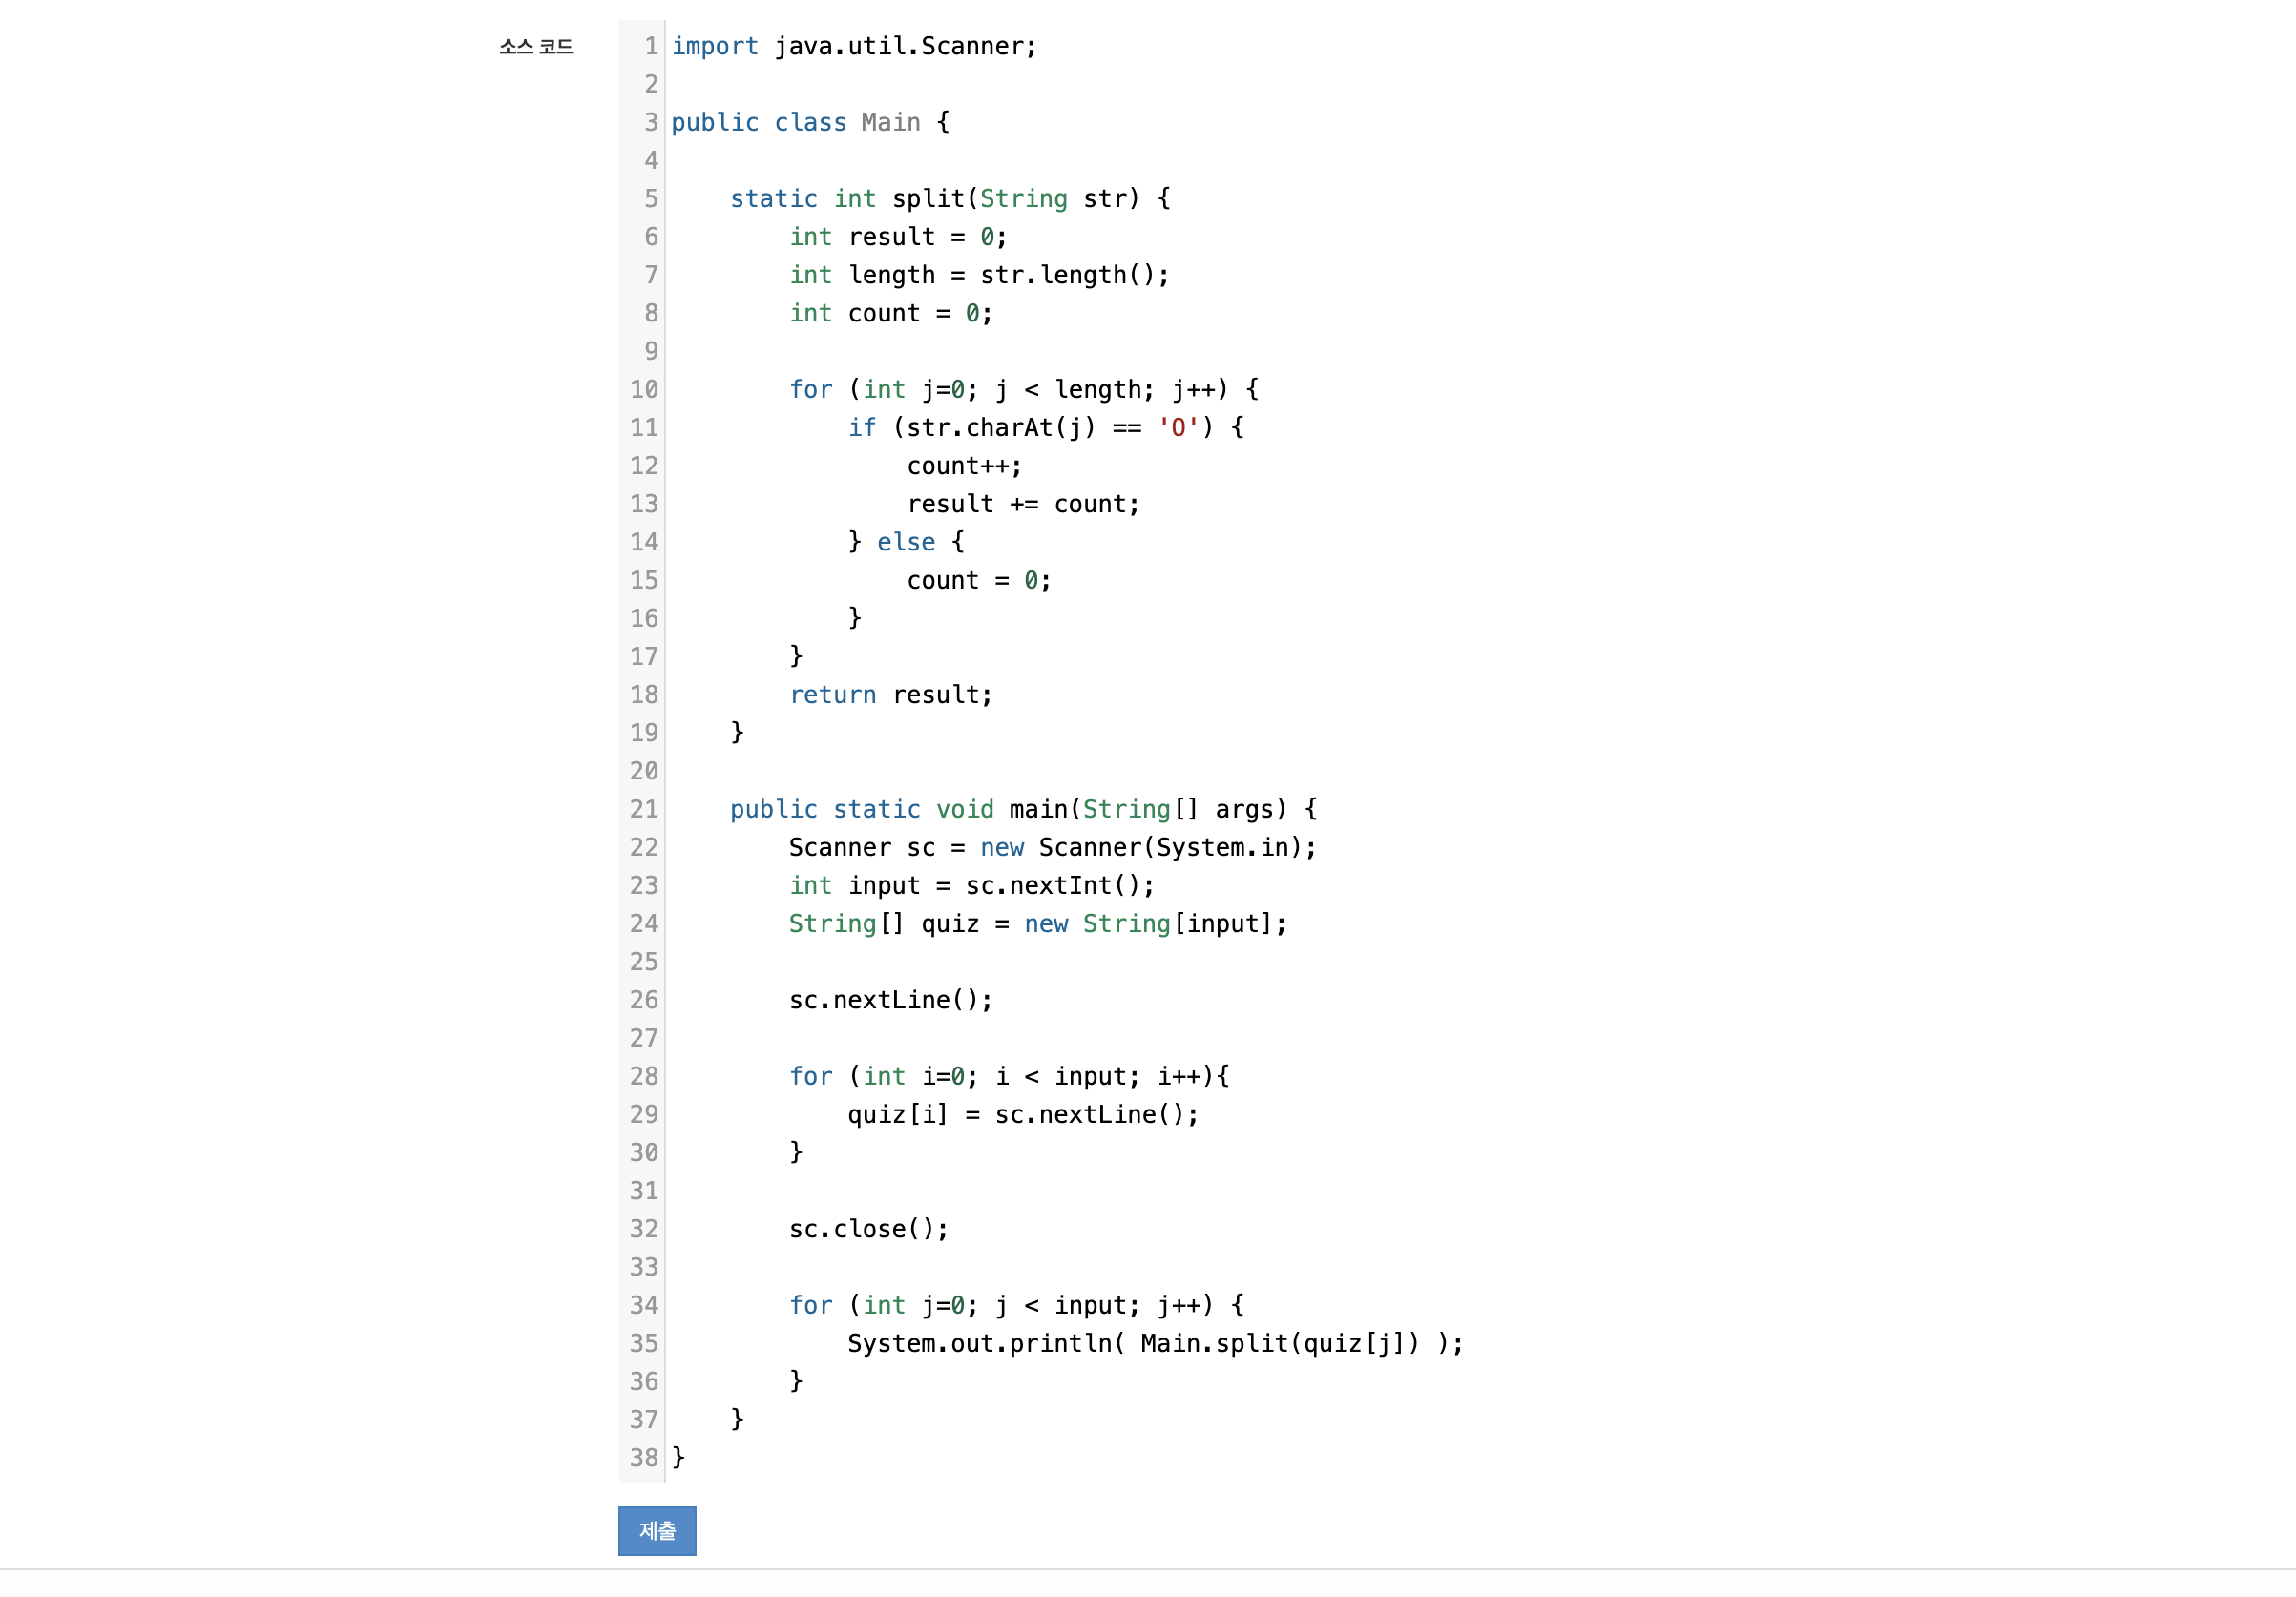 소스 코드
1 import java.util.Scanner;
2
3 public class Main {
4
5     static int split(String str) {
6         int result = 0;
7         int length = str.length();
8         int count = 0;
9
10         for (int j=0; j < length; j++) {
11             if (str.charAt(j) == 'O') {
12                 count++;
13                 result += count;
14             } else {
15                 count = 0;
16             }
17         }
18         return result;
19     }
20
21     public static void main(String[] args) {
22         Scanner sc = new Scanner(System.in);
23         int input = sc.nextInt();
24         String[] quiz = new String[input];
25
26         sc.nextLine();
27
28         for (int i=0; i < input; i++){
29             quiz[i] = sc.nextLine();
30         }
31
32         sc.close();
33
34         for (int j=0; j < input; j++) {
35             System.out.println( Main.split(quiz[j]) );
36         }
37     }
38 }
제출